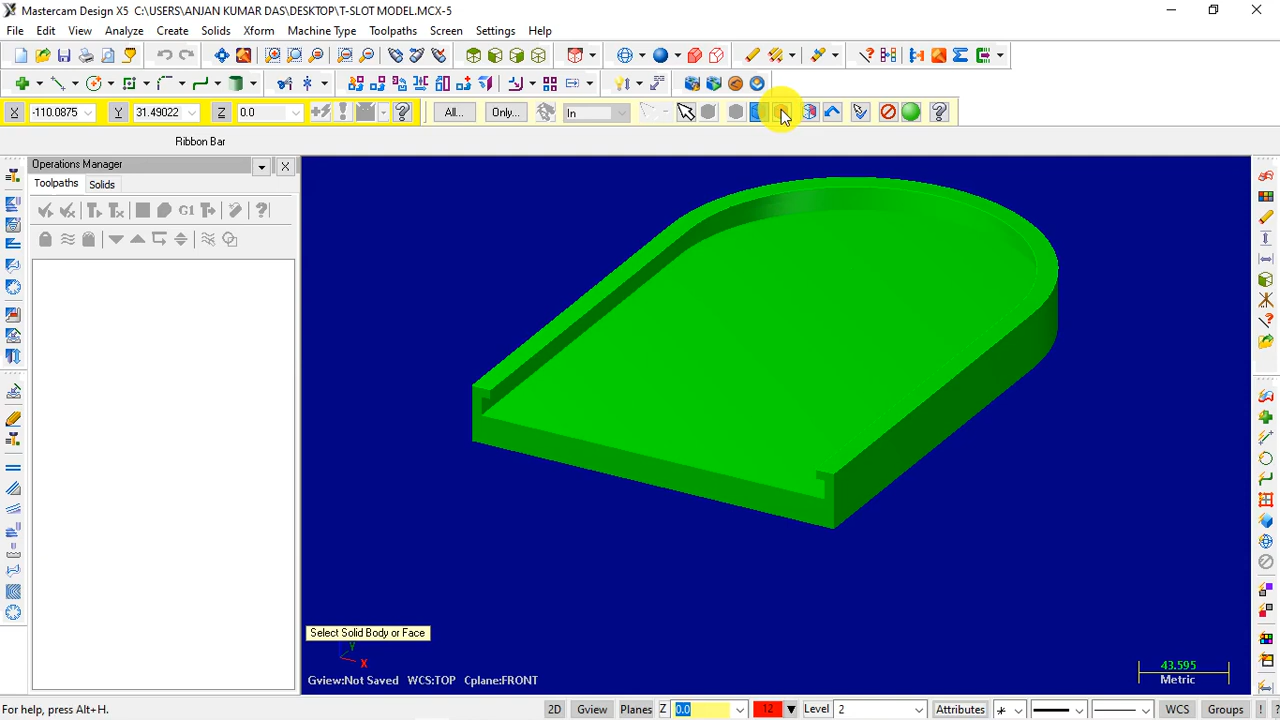 Mastercam Design X5 C:\USERS\ANJAN KUMAR DAS\DESKTOP\T-SLOT MODEL.MCX-5
File Edit View Analyze Create Solids Xform Machine Type Toolpaths Screen Settings Help
X -110.0875 Y 31.49022 Z 0.0 All... Only... In
Ribbon Bar
Operations Manager
Toolpaths Solids
G1
Select Solid Body or Face
Y
X
Gview:Not Saved WCS:TOP Cplane:FRONT
43.595
Metric
For help, press Alt+H. 2D Gview Planes Z 0.0 12 Level 2 Attributes WCS Groups ! ?